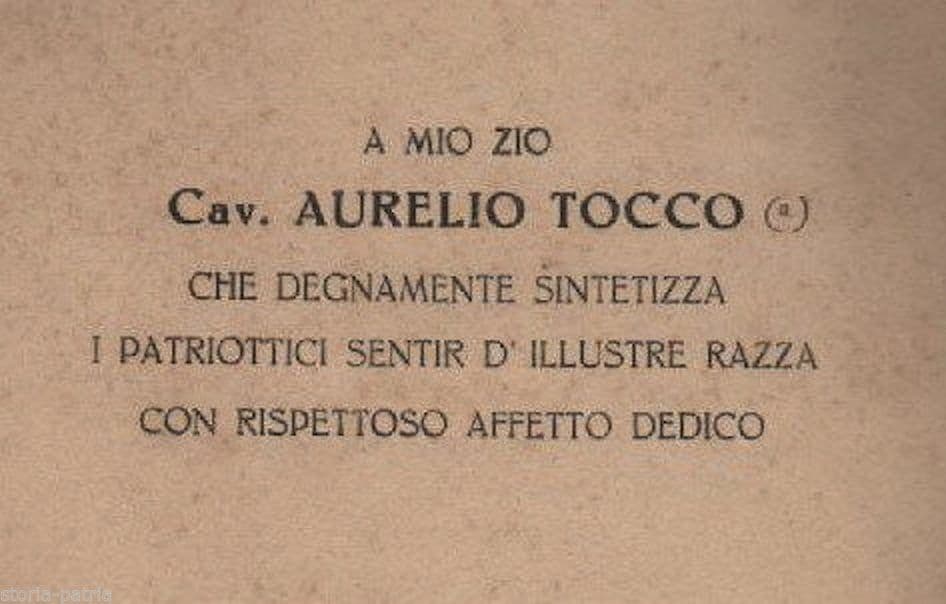 A MIO ZIO
Cav. AURELIO TOCCO (a)
CHE DEGNAMENTE SINTETIZZA
I PATRIOTTICI SENTIR D' ILLUSTRE RAZZA
CON RISPETTOSO AFFETTO DEDICO
storia-patria